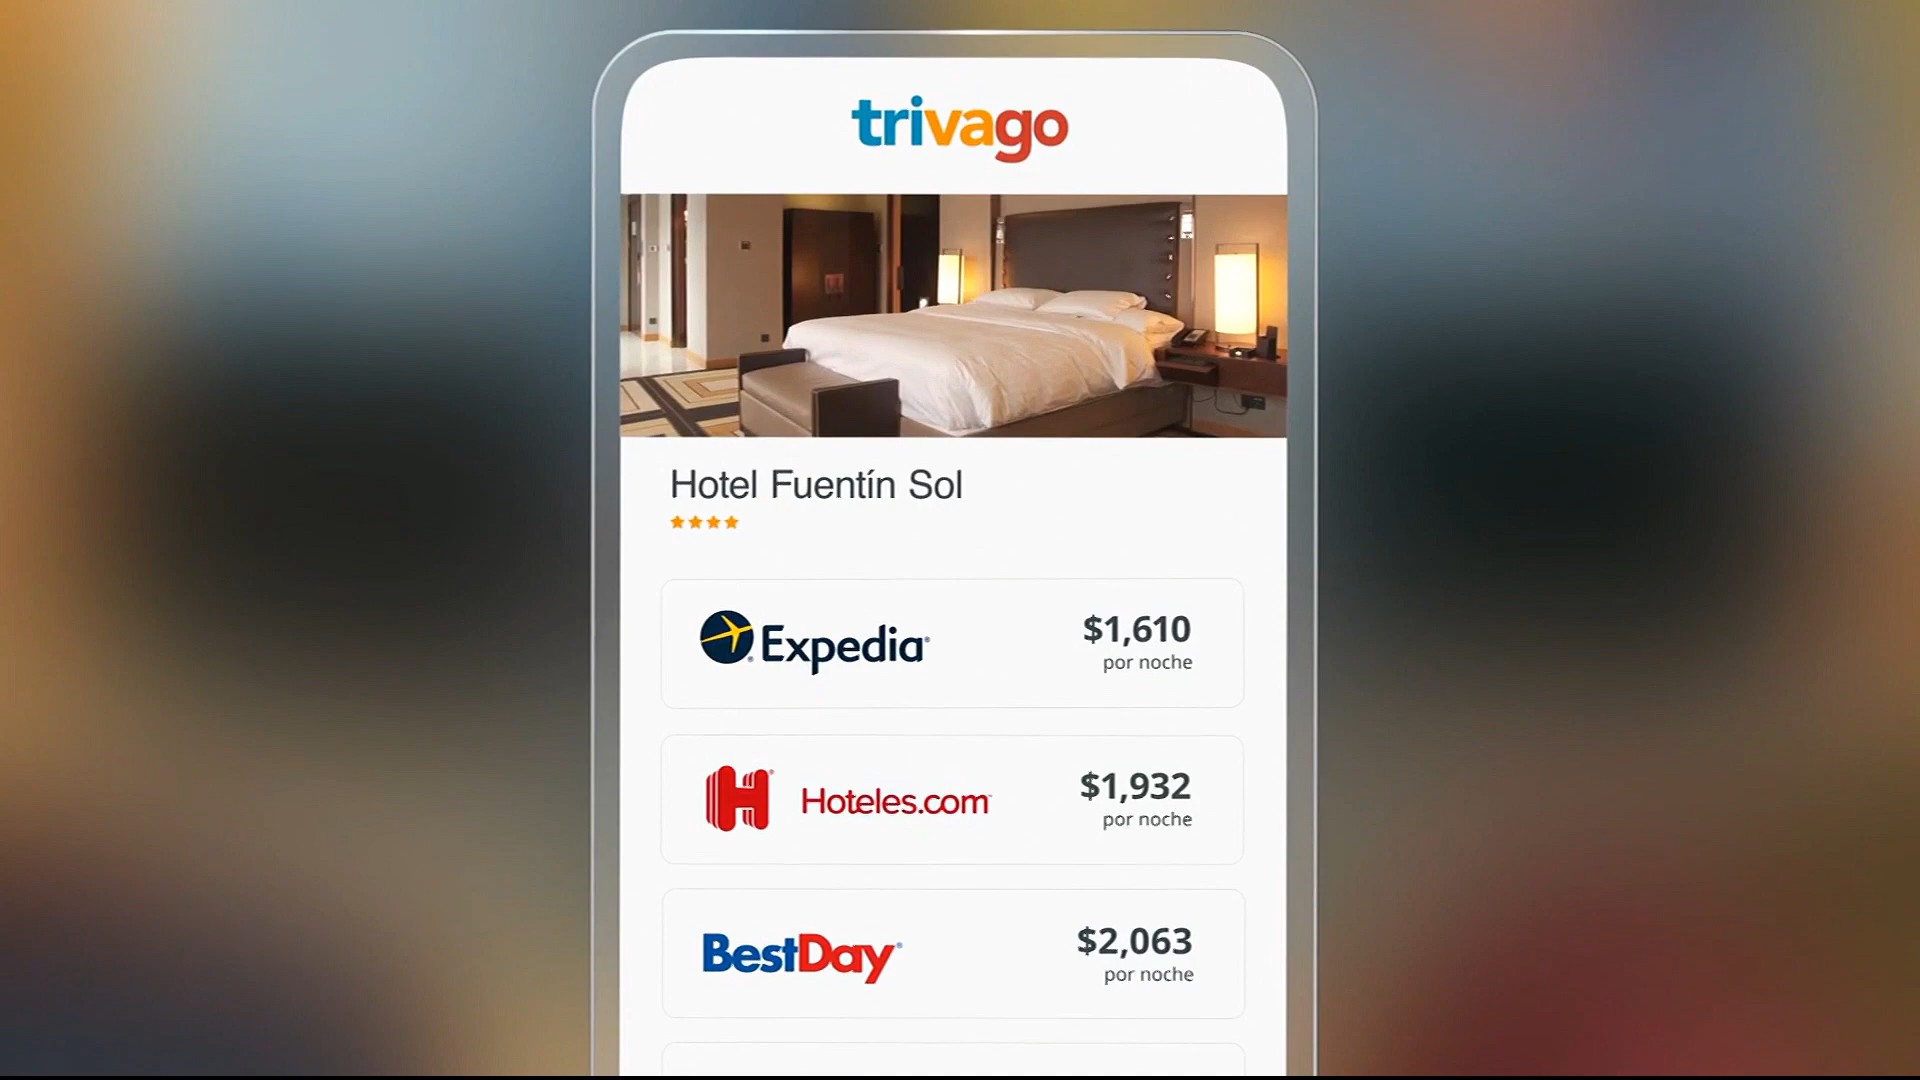 trivago
Hotel Fuentín Sol
Expedia
$1,610
por noche
Hoteles.com
$1,932
por noche
BestDay
$2,063
por noche